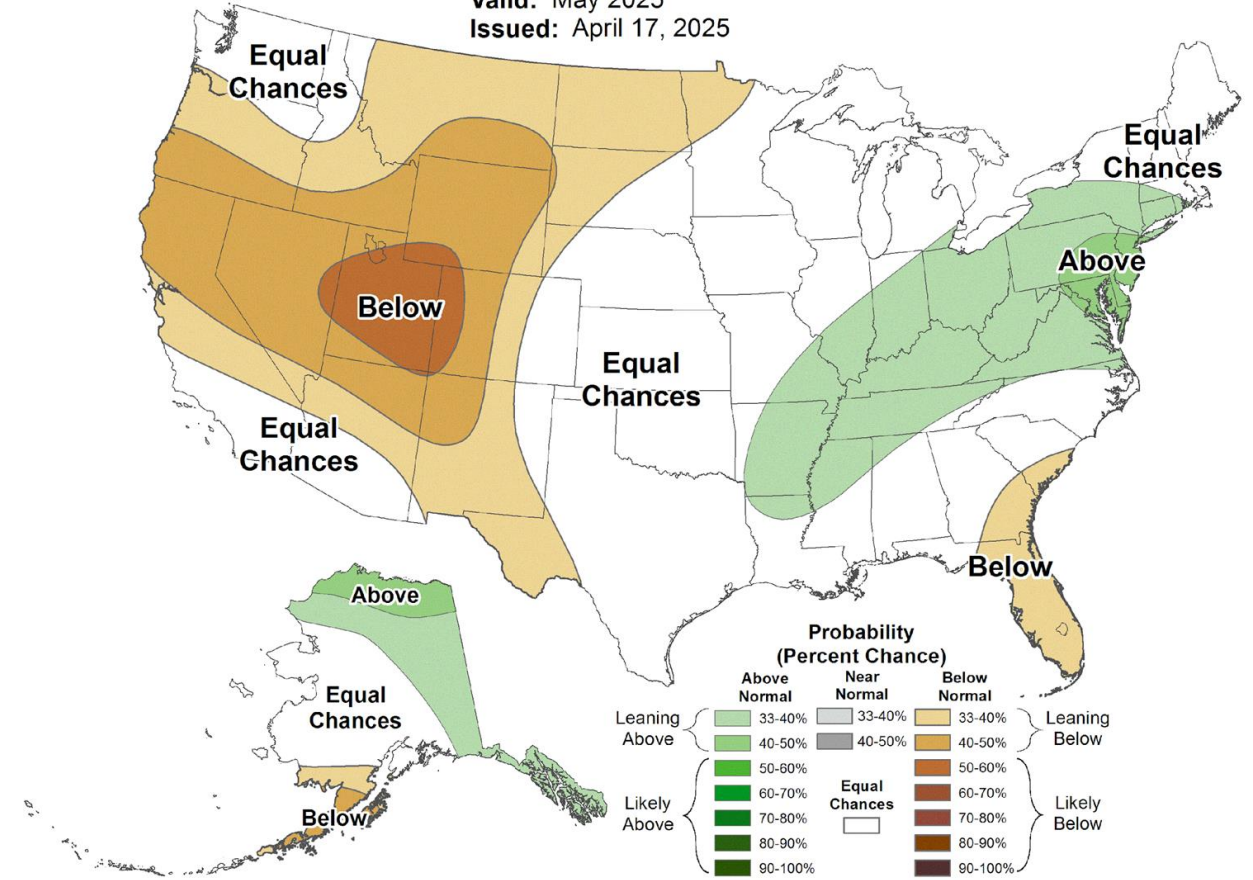 Valid: May 2025
Issued: April 17, 2025
Equal
Chances
Equal
Chances
Above
Below
Equal
Chances
Equal
Chances
Below
Above
Equal
Chances
Below
Probability
(Percent Chance)
Above
Normal
Near
Normal
Below
Normal
Leaning
Above
33-40%
40-50%
33-40%
40-50%
33-40%
40-50%
Leaning
Below
Likely
Above
50-60%
60-70%
70-80%
80-90%
90-100%
Equal
Chances
50-60%
60-70%
70-80%
80-90%
90-100%
Likely
Below